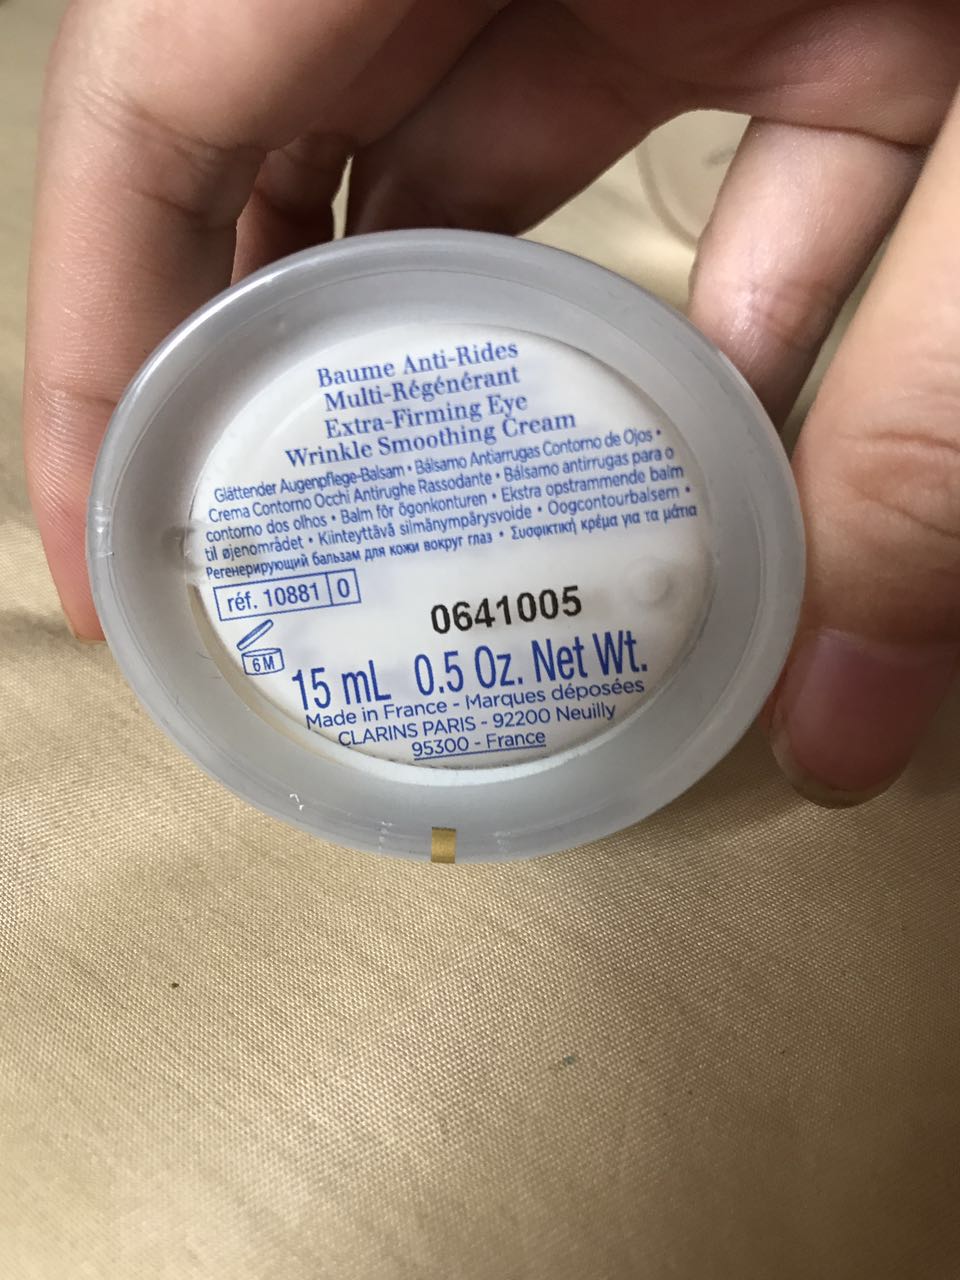 Baume Anti-Rides
Multi-Régénérant
Extra-Firming Eye
Wrinkle Smoothing Cream
Glättender Augenpflege-Balsam • Bálsamo Antiarrugas Contorno de Ojos •
Crema Contorno Occhi Antirughe Rassodante • Bálsamo antirrugas para o
contorno dos olhos • Balm för ögonkonturen • Ekstra opstrammende balm
til øjenområdet • Kiinteyttävä silmänympärysvoide • Oogcontourbalsem •
Регенерирующий бальзам для кожи вокруг глаз • Συσφικτική κρέμα για τα μάτια
réf. 10881 0
0641005
6 M
15 mL 0.5 Oz. Net Wt.
Made in France - Marques déposées
CLARINS PARIS - 92200 Neuilly
95300 - France